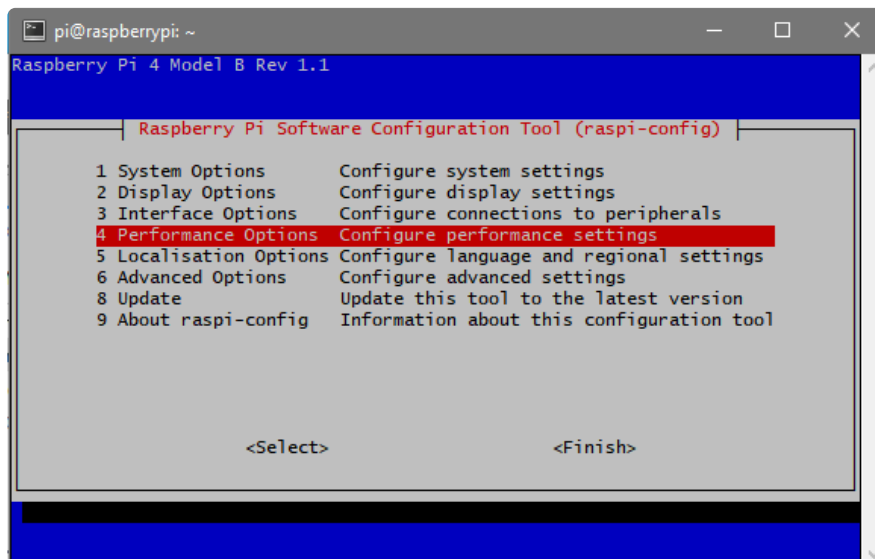 pi@raspberrypi: ~
Raspberry Pi 4 Model B Rev 1.1
Raspberry Pi Software Configuration Tool (raspi-config)
1 System Options Configure system settings
2 Display Options Configure display settings
3 Interface Options Configure connections to peripherals
4 Performance Options Configure performance settings
5 Localisation Options Configure language and regional settings
6 Advanced Options Configure advanced settings
8 Update Update this tool to the latest version
9 About raspi-config Information about this configuration tool
<Select> <Finish>